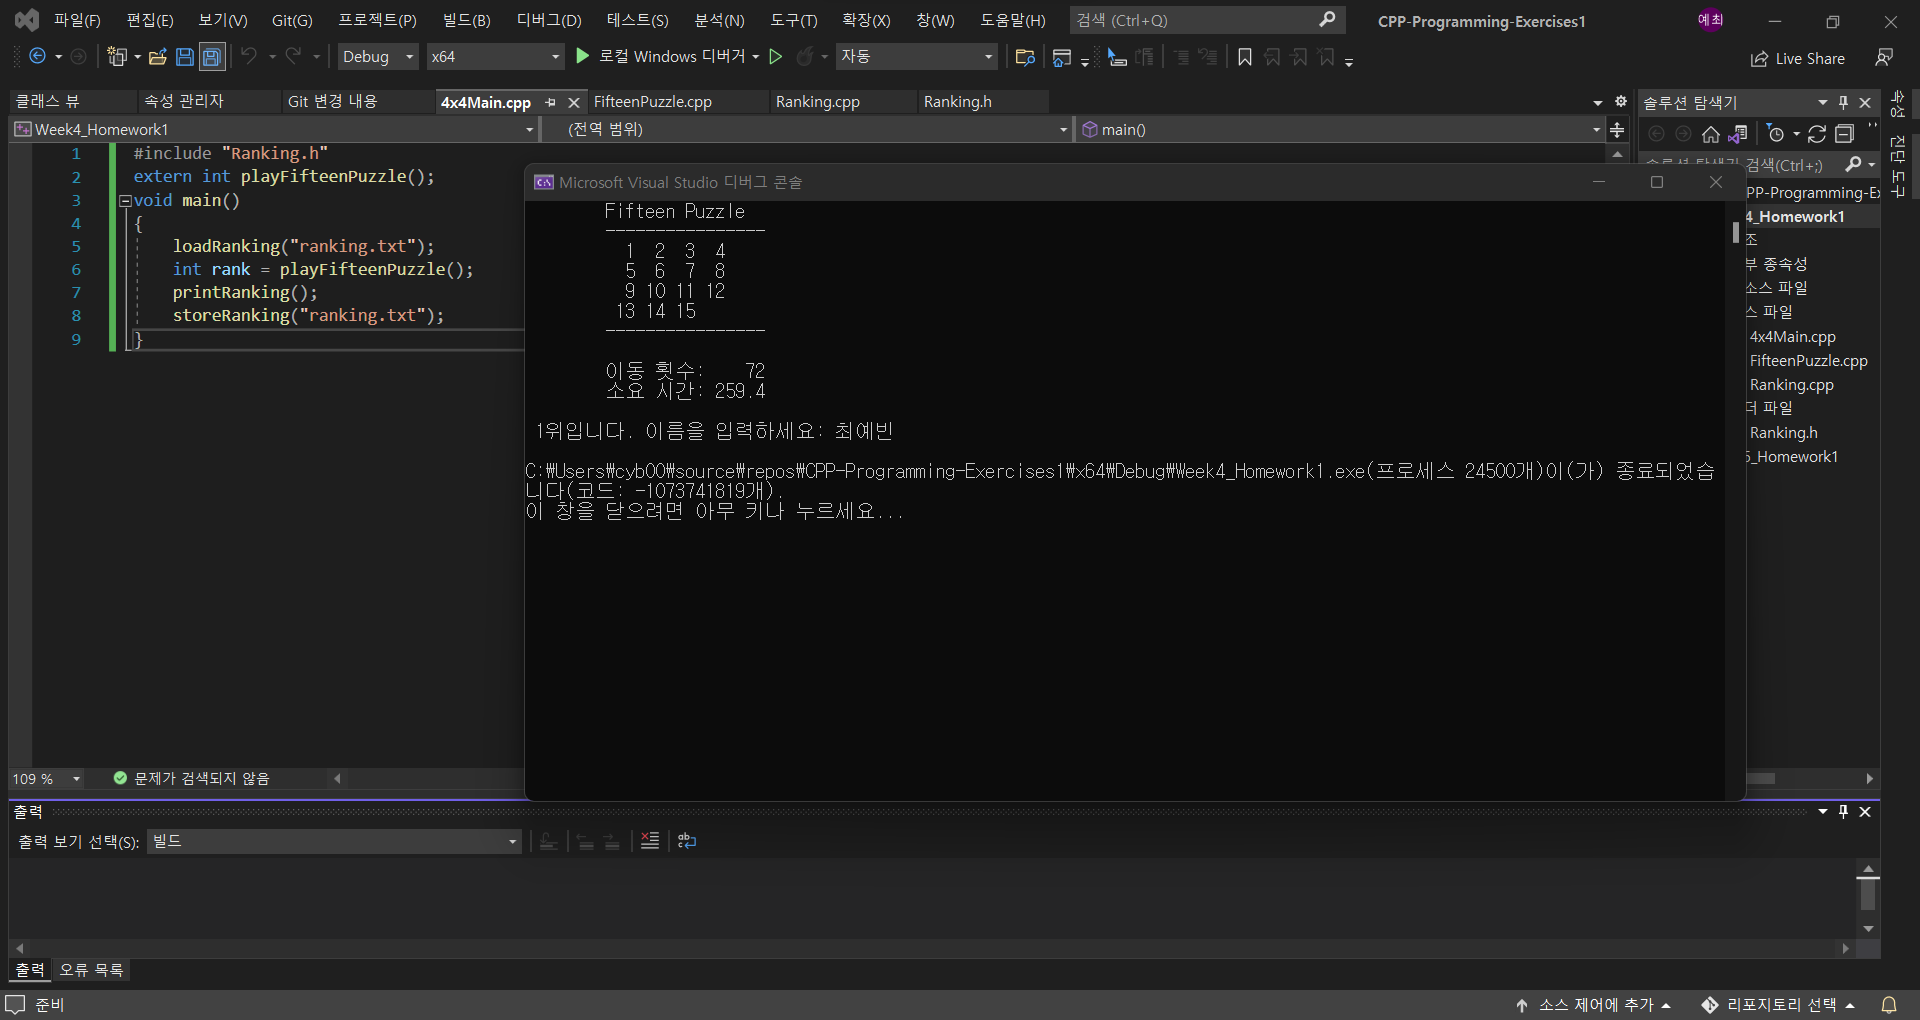 파일(F) 편집(E) 보기(V) Git(G) 프로젝트(P) 빌드(B) 디버그(D) 테스트(S) 분석(N) 도구(T) 확장(X) 창(W) 도움말(H) 검색 (Ctrl+Q) CPP-Programming-Exercises1 예최
Debug x64 로컬 Windows 디버거 자동 Live Share
클래스 뷰 속성 관리자 Git 변경 내용 4x4Main.cpp FifteenPuzzle.cpp Ranking.cpp Ranking.h
Week4_Homework1 (전역 범위) main()
1 #include "Ranking.h"
2 extern int playFifteenPuzzle();
3 void main()
4 {
5 loadRanking("ranking.txt");
6 int rank = playFifteenPuzzle();
7 printRanking();
8 storeRanking("ranking.txt");
9 }
Microsoft Visual Studio 디버그 콘솔
Fifteen Puzzle
----------------
1 2 3 4
5 6 7 8
9 10 11 12
13 14 15
----------------
이동 횟수: 72
소요 시간: 259.4
1위입니다. 이름을 입력하세요: 최예빈
C:\Users\cyb00\source\repos\CPP-Programming-Exercises1\x64\Debug\Week4_Homework1.exe(프로세스 24500개)이(가) 종료되었습
니다(코드: -1073741819개).
이 창을 닫으려면 아무 키나 누르세요...
솔루션 탐색기
검색(Ctrl+;)
PP-Programming-Ex
4_Homework1
조
부 종속성
소스 파일
스 파일
4x4Main.cpp
FifteenPuzzle.cpp
Ranking.cpp
더 파일
Ranking.h
5_Homework1
속성
진단 도구
109 % 문제가 검색되지 않음
출력
출력 보기 선택(S): 빌드
출력 오류 목록
준비 소스 제어에 추가 리포지토리 선택